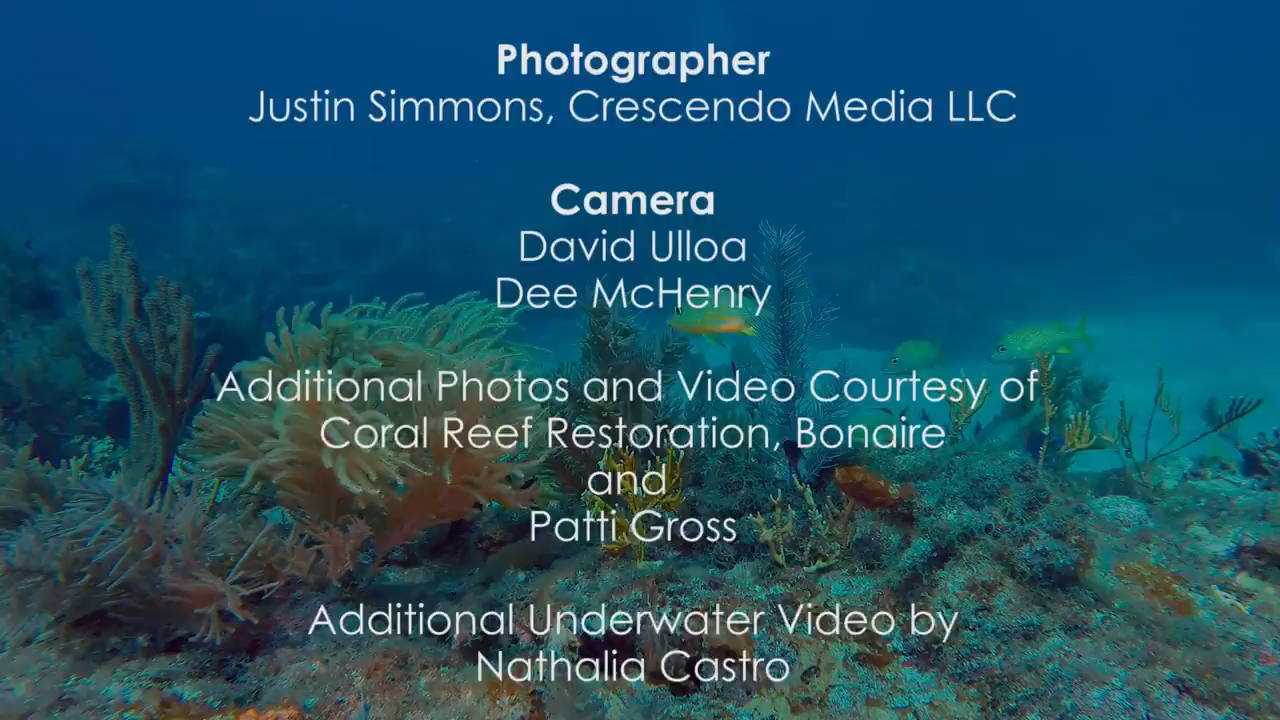 Photographer
Justin Simmons, Crescendo Media LLC
Camera
David Ulloa
Dee McHenry
Additional Photos and Video Courtesy of
Coral Reef Restoration, Bonaire
and
Patti Gross
Additional Underwater Video by
Nathalia Castro